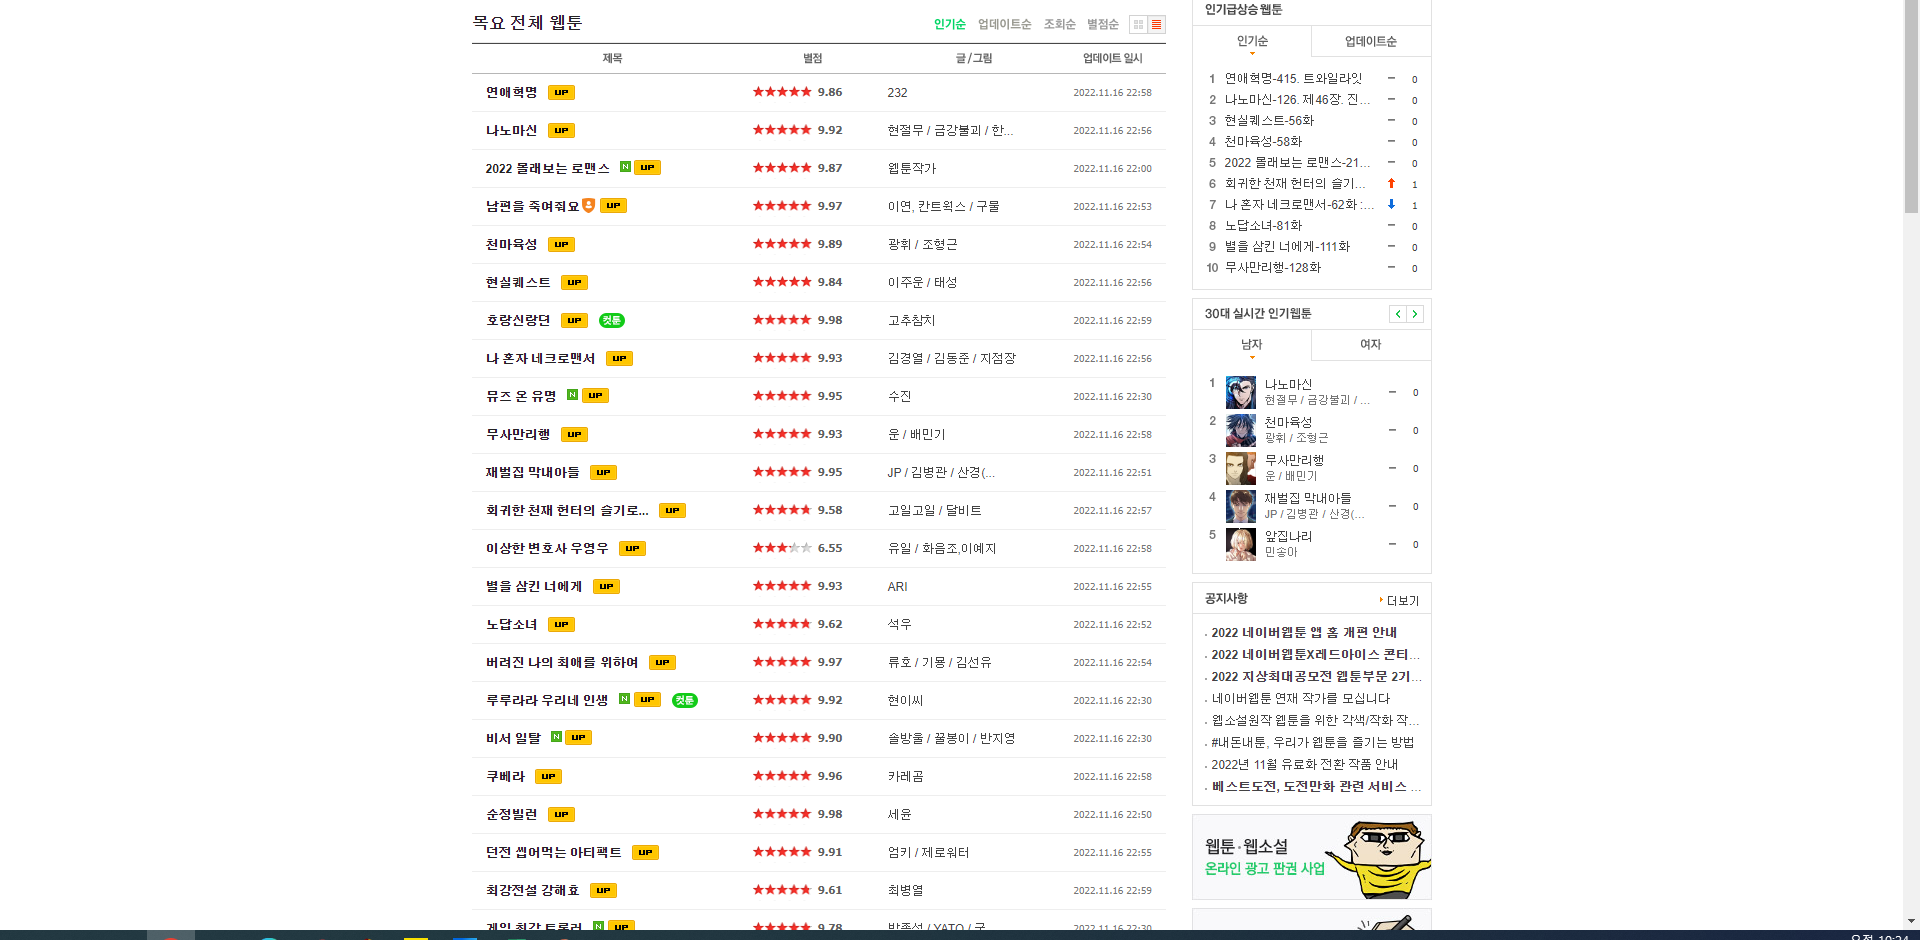 목요 전체 웹툰
인기순 업데이트순 조회순 별점순
제목 별점 글 / 그림 업데이트 일시
연애혁명 UP 9.86 232 2022.11.16 22:58
나노마신 UP 9.92 현절무 / 금강불괴 / 한... 2022.11.16 22:56
2022 몰래보는 로맨스 N UP 9.87 웹툰작가 2022.11.16 22:00
남편을 죽여줘요 UP 9.97 이연, 칸트웍스 / 구물 2022.11.16 22:53
천마육성 UP 9.89 광휘 / 조형근 2022.11.16 22:54
현실퀘스트 UP 9.84 이주운 / 태성 2022.11.16 22:56
호랑신랑뎐 UP 컷툰 9.98 고추참치 2022.11.16 22:59
나 혼자 네크로맨서 UP 9.93 김경열 / 김동준 / 지점장 2022.11.16 22:56
뮤즈 온 유명 N UP 9.95 수진 2022.11.16 22:30
무사만리행 UP 9.93 운 / 배민기 2022.11.16 22:58
재벌집 막내아들 UP 9.95 JP / 김병관 / 산경(... 2022.11.16 22:51
회귀한 천재 헌터의 슬기로... UP 9.58 고일고일 / 달비트 2022.11.16 22:57
이상한 변호사 우영우 UP 6.55 유일 / 화음조,이예지 2022.11.16 22:58
별을 삼킨 너에게 UP 9.93 ARI 2022.11.16 22:55
노답소녀 UP 9.62 석우 2022.11.16 22:52
버려진 나의 최애를 위하여 UP 9.97 류호 / 기몽 / 김선유 2022.11.16 22:54
루루라라 우리네 인생 N UP 컷툰 9.92 현이씨 2022.11.16 22:30
비서 일탈 N UP 9.90 솔방울 / 꿀봉이 / 반지영 2022.11.16 22:30
쿠베라 UP 9.96 카레곰 2022.11.16 22:58
순정빌런 UP 9.98 세윤 2022.11.16 22:50
던전 씹어먹는 아티팩트 UP 9.91 엄키 / 제로워터 2022.11.16 22:55
최강전설 강해효 UP 9.61 최병열 2022.11.16 22:59
게임 최강 트롤러 N UP 9.78 2022.11.16 22:30
인기급상승 웹툰
인기순 업데이트순
1 연애혁명-415. 트와일라잇 0
2 나노마신-126. 제46장. 진... 0
3 현실퀘스트-56화 0
4 천마육성-58화 0
5 2022 몰래보는 로맨스-21... 0
6 회귀한 천재 헌터의 슬기... 1
7 나 혼자 네크로맨서-62화 :... 1
8 노답소녀-81화 0
9 별을 삼킨 너에게-111화 0
10 무사만리행-128화 0
30대 실시간 인기웹툰
남자 여자
1 나노마신 0
현절무 / 금강불괴 / ...
2 천마육성 0
광휘 / 조형근
3 무사만리행 0
운 / 배민기
4 재벌집 막내아들 0
JP / 김병관 / 산경(...
5 앞집나리 0
민송아
공지사항 더보기
2022 네이버웹툰 앱 홈 개편 안내
2022 네이버웹툰X레드아이스 콘티...
2022 지상최대공모전 웹툰부문 2기...
네이버웹툰 연재 작가를 모십니다
웹소설원작 웹툰을 위한 각색/작화 작...
#내돈내툰, 우리가 웹툰을 즐기는 방법
2022년 11월 유료화 전환 작품 안내
베스트도전, 도전만화 관련 서비스 ...
웹툰·웹소설
온라인 광고 판권 사업